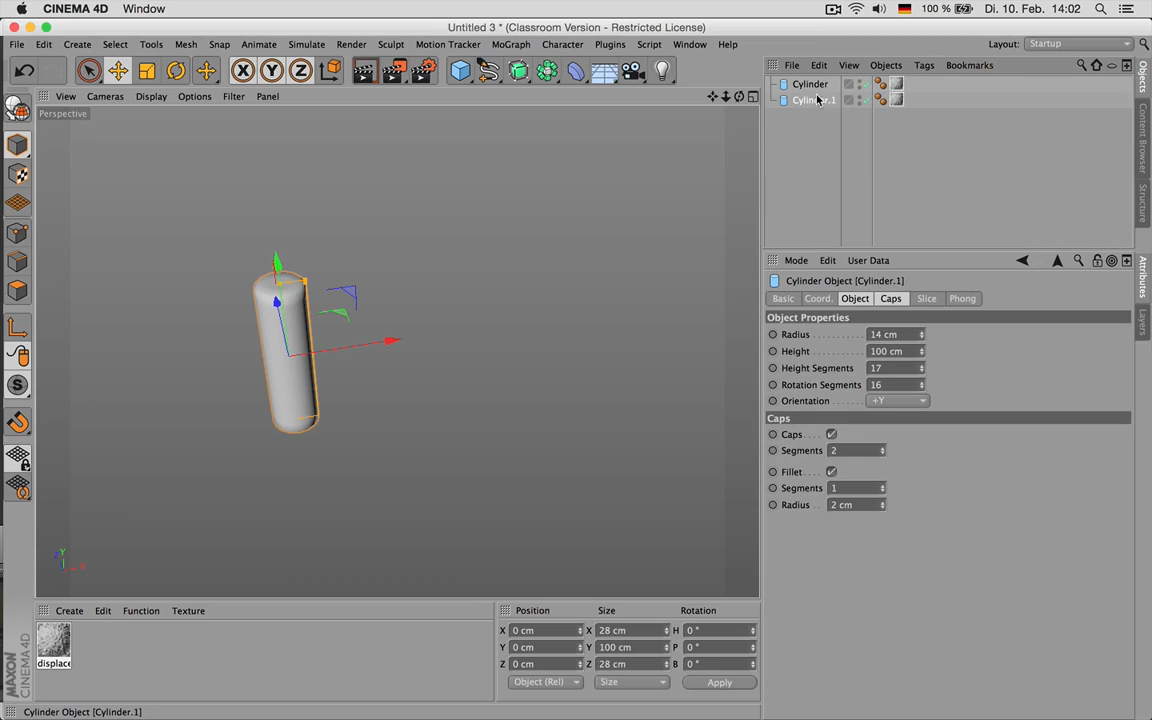 CINEMA 4D Window 100 % Di. 10. Feb. 14:02
Untitled 3 * (Classroom Version - Restricted License)
File Edit Create Select Tools Mesh Snap Animate Simulate Render Sculpt Motion Tracker MoGraph Character Plugins Script Window Help Layout: Startup
X Y Z
File Edit View Objects Tags Bookmarks
View Cameras Display Options Filter Panel
Perspective
Cylinder
Cylinder.1
Objects
Content Browser
Structure
Attributes
Layers
Mode Edit User Data
Cylinder Object [Cylinder.1]
Basic Coord. Object Caps Slice Phong
Object Properties
Radius 14 cm
Height 100 cm
Height Segments 17
Rotation Segments 16
Orientation +Y
Caps
Caps
Segments 2
Fillet
Segments 1
Radius 2 cm
Y
X
Create Edit Function Texture
displace
Position Size Rotation
X 0 cm X 28 cm H 0 °
Y 0 cm Y 100 cm P 0 °
Z 0 cm Z 28 cm B 0 °
Object (Rel) Size Apply
MAXON CINEMA 4D
Cylinder Object [Cylinder.1]